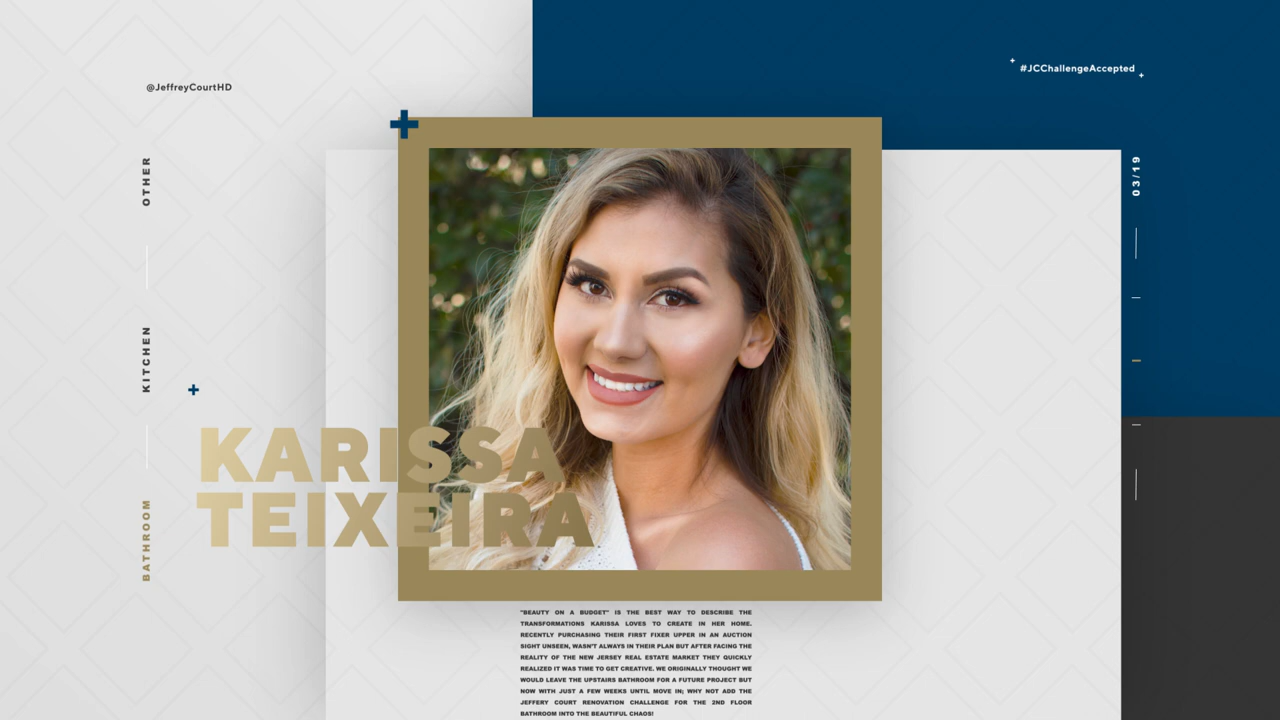 @JeffreyCourtHD
#JCChallengeAccepted
OTHER
KITCHEN
BATHROOM
03/19
KARISSA
TEIXEIRA
"BEAUTY ON A BUDGET" IS THE BEST WAY TO DESCRIBE THE
TRANSFORMATIONS KARISSA LOVES TO CREATE IN HER HOME.
RECENTLY PURCHASING THEIR FIRST FIXER UPPER IN AN AUCTION
SIGHT UNSEEN, WASN'T ALWAYS IN THEIR PLAN BUT AFTER FACING THE
REALITY OF THE NEW JERSEY REAL ESTATE MARKET THEY QUICKLY
REALIZED IT WAS TIME TO GET CREATIVE. WE ORIGINALLY THOUGHT WE
WOULD LEAVE THE UPSTAIRS BATHROOM FOR A FUTURE PROJECT BUT
NOW WITH JUST A FEW WEEKS UNTIL MOVE IN; WHY NOT ADD THE
JEFFERY COURT RENOVATION CHALLENGE FOR THE 2ND FLOOR
BATHROOM INTO THE BEAUTIFUL CHAOS!